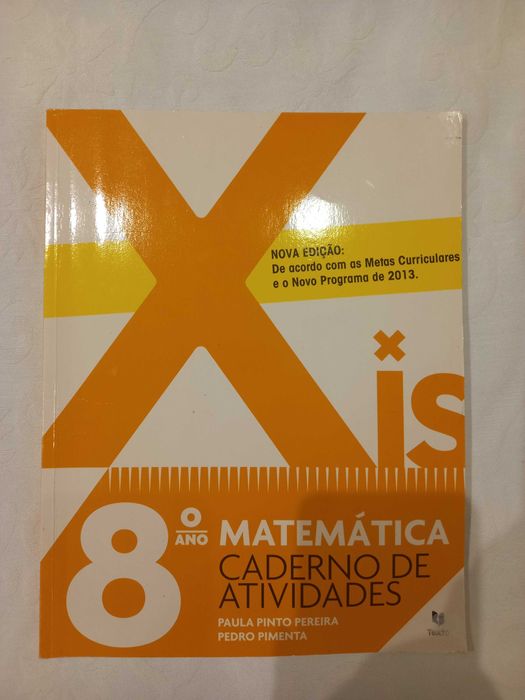 NOVA EDIÇÃO:
De acordo com as Metas Curriculares
e o Novo Programa de 2013.
Xis
8º
ANO
MATEMÁTICA
CADERNO DE
ATIVIDADES
PAULA PINTO PEREIRA
PEDRO PIMENTA
Texto